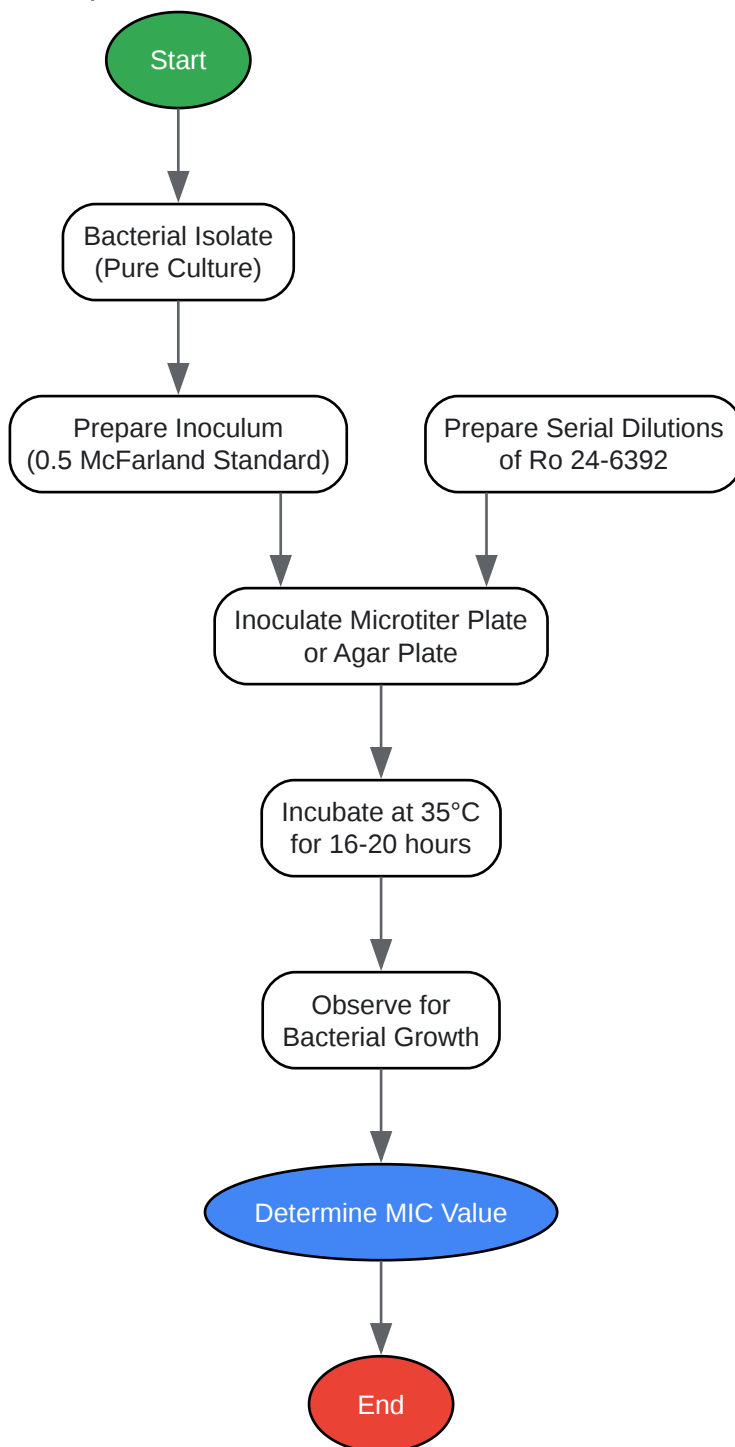 Start
Bacterial Isolate
(Pure Culture)
Prepare Inoculum
(0.5 McFarland Standard)
Prepare Serial Dilutions
of Ro 24-6392
Inoculate Microtiter Plate
or Agar Plate
Incubate at 35°C
for 16-20 hours
Observe for
Bacterial Growth
Determine MIC Value
End